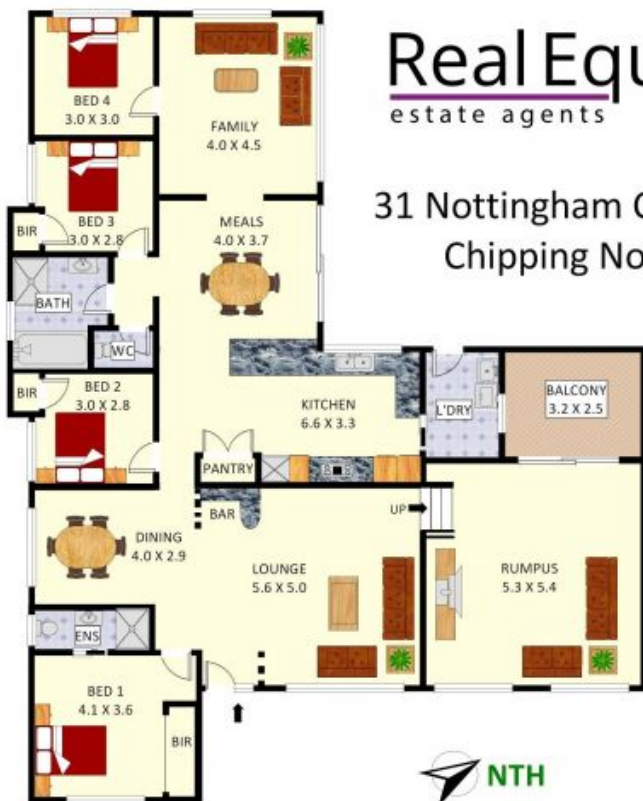 Real Equ
estate agents
31 Nottingham
Chipping No
BED 4
3.0 X 3.0
FAMILY
4.0 X 4.5
BED 3
3.0 X 2.8
BIR
MEALS
4.0 X 3.7
BATH
WC
BED 2
3.0 X 2.8
BIR
KITCHEN
6.6 X 3.3
L'DRY
BALCONY
3.2 X 2.5
PANTRY
BAR
UP
DINING
4.0 X 2.9
LOUNGE
5.6 X 5.0
RUMPUS
5.3 X 5.4
ENS
BED 1
4.1 X 3.6
BIR
NTH